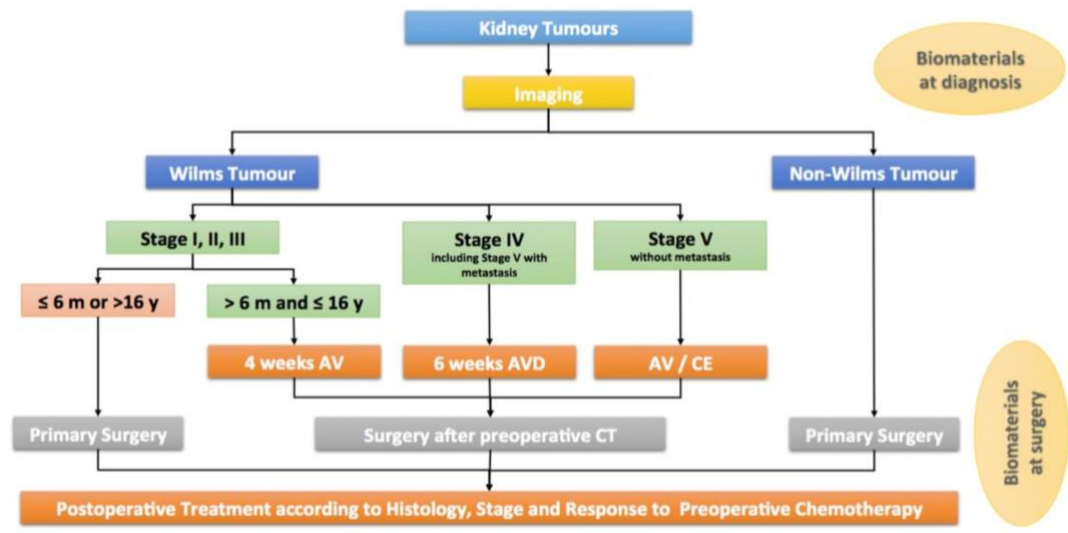 Kidney Tumours
Biomaterials
at diagnosis
Imaging
Wilms Tumour
Non-Wilms Tumour
Stage I, II, III
Stage IV
including Stage V with
metastasis
Stage V
without metastasis
≤ 6 m or >16 y
> 6 m and ≤ 16 y
4 weeks AV
6 weeks AVD
AV / CE
Primary Surgery
Surgery after preoperative CT
Primary Surgery
Biomaterials
at surgery
Postoperative Treatment according to Histology, Stage and Response to Preoperative Chemotherapy